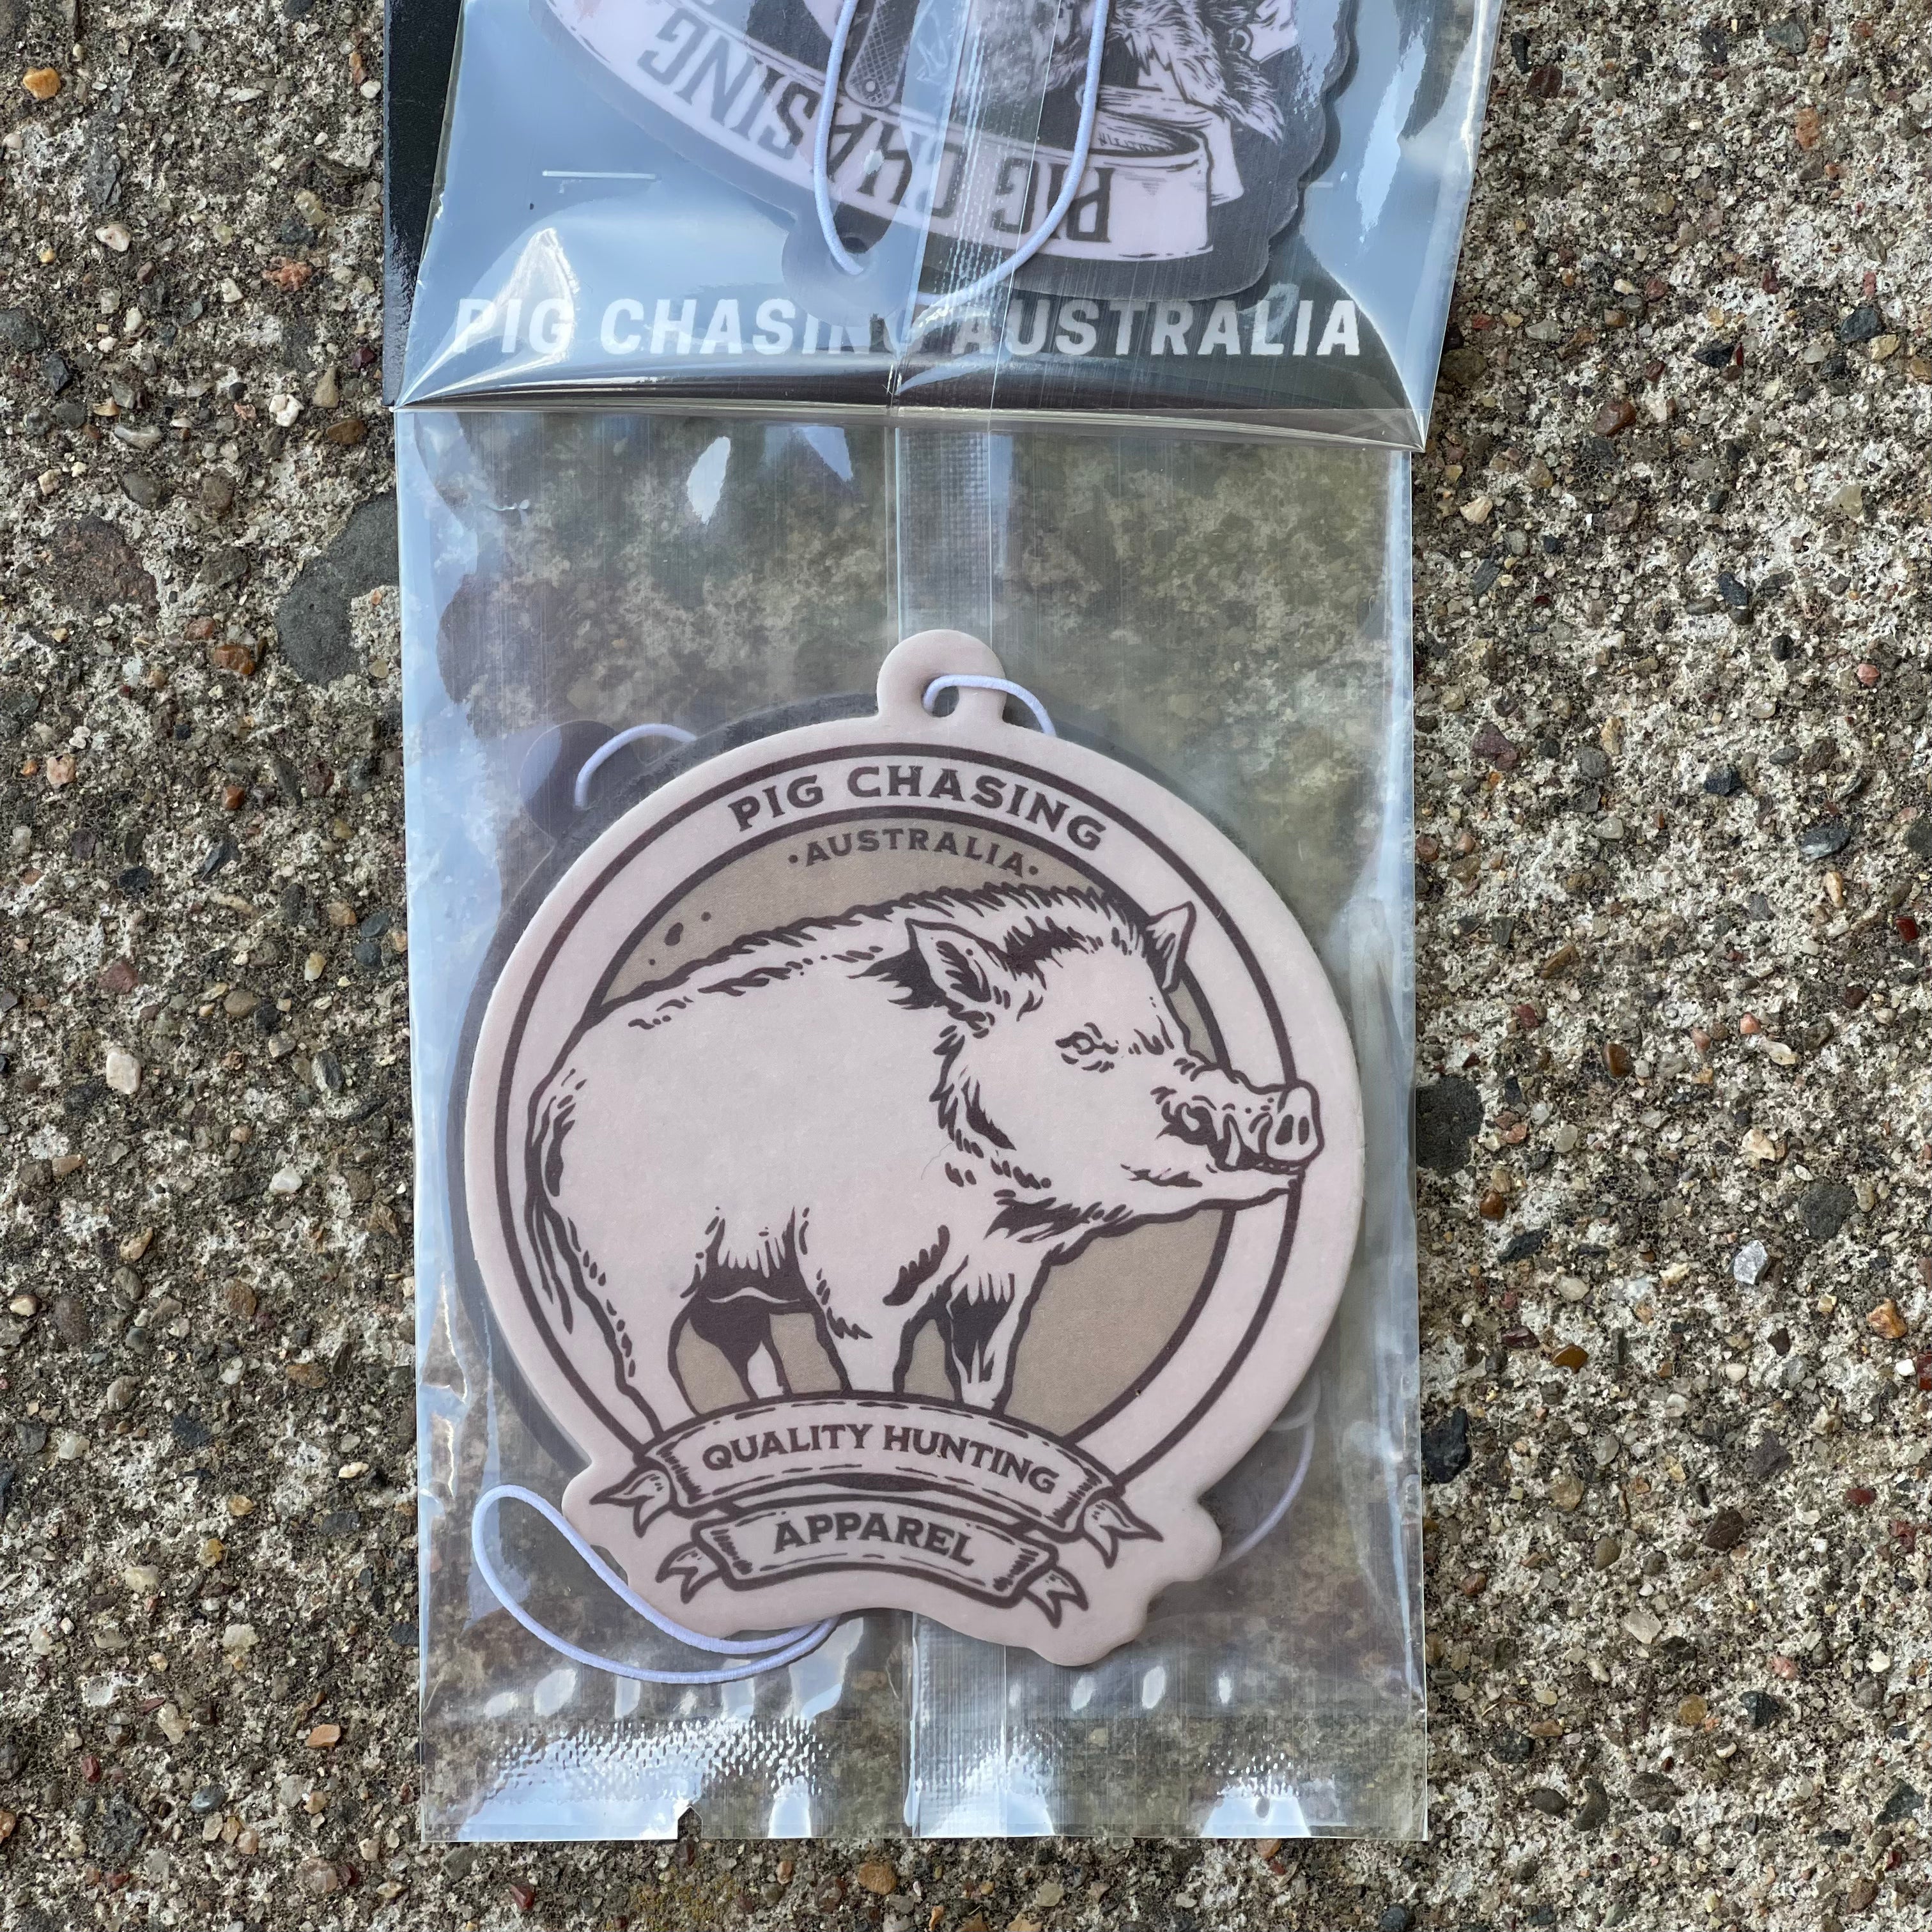 PIG CHASING
PIG CHASING AUSTRALIA
PIG CHASING
•AUSTRALIA•
QUALITY HUNTING
APPAREL